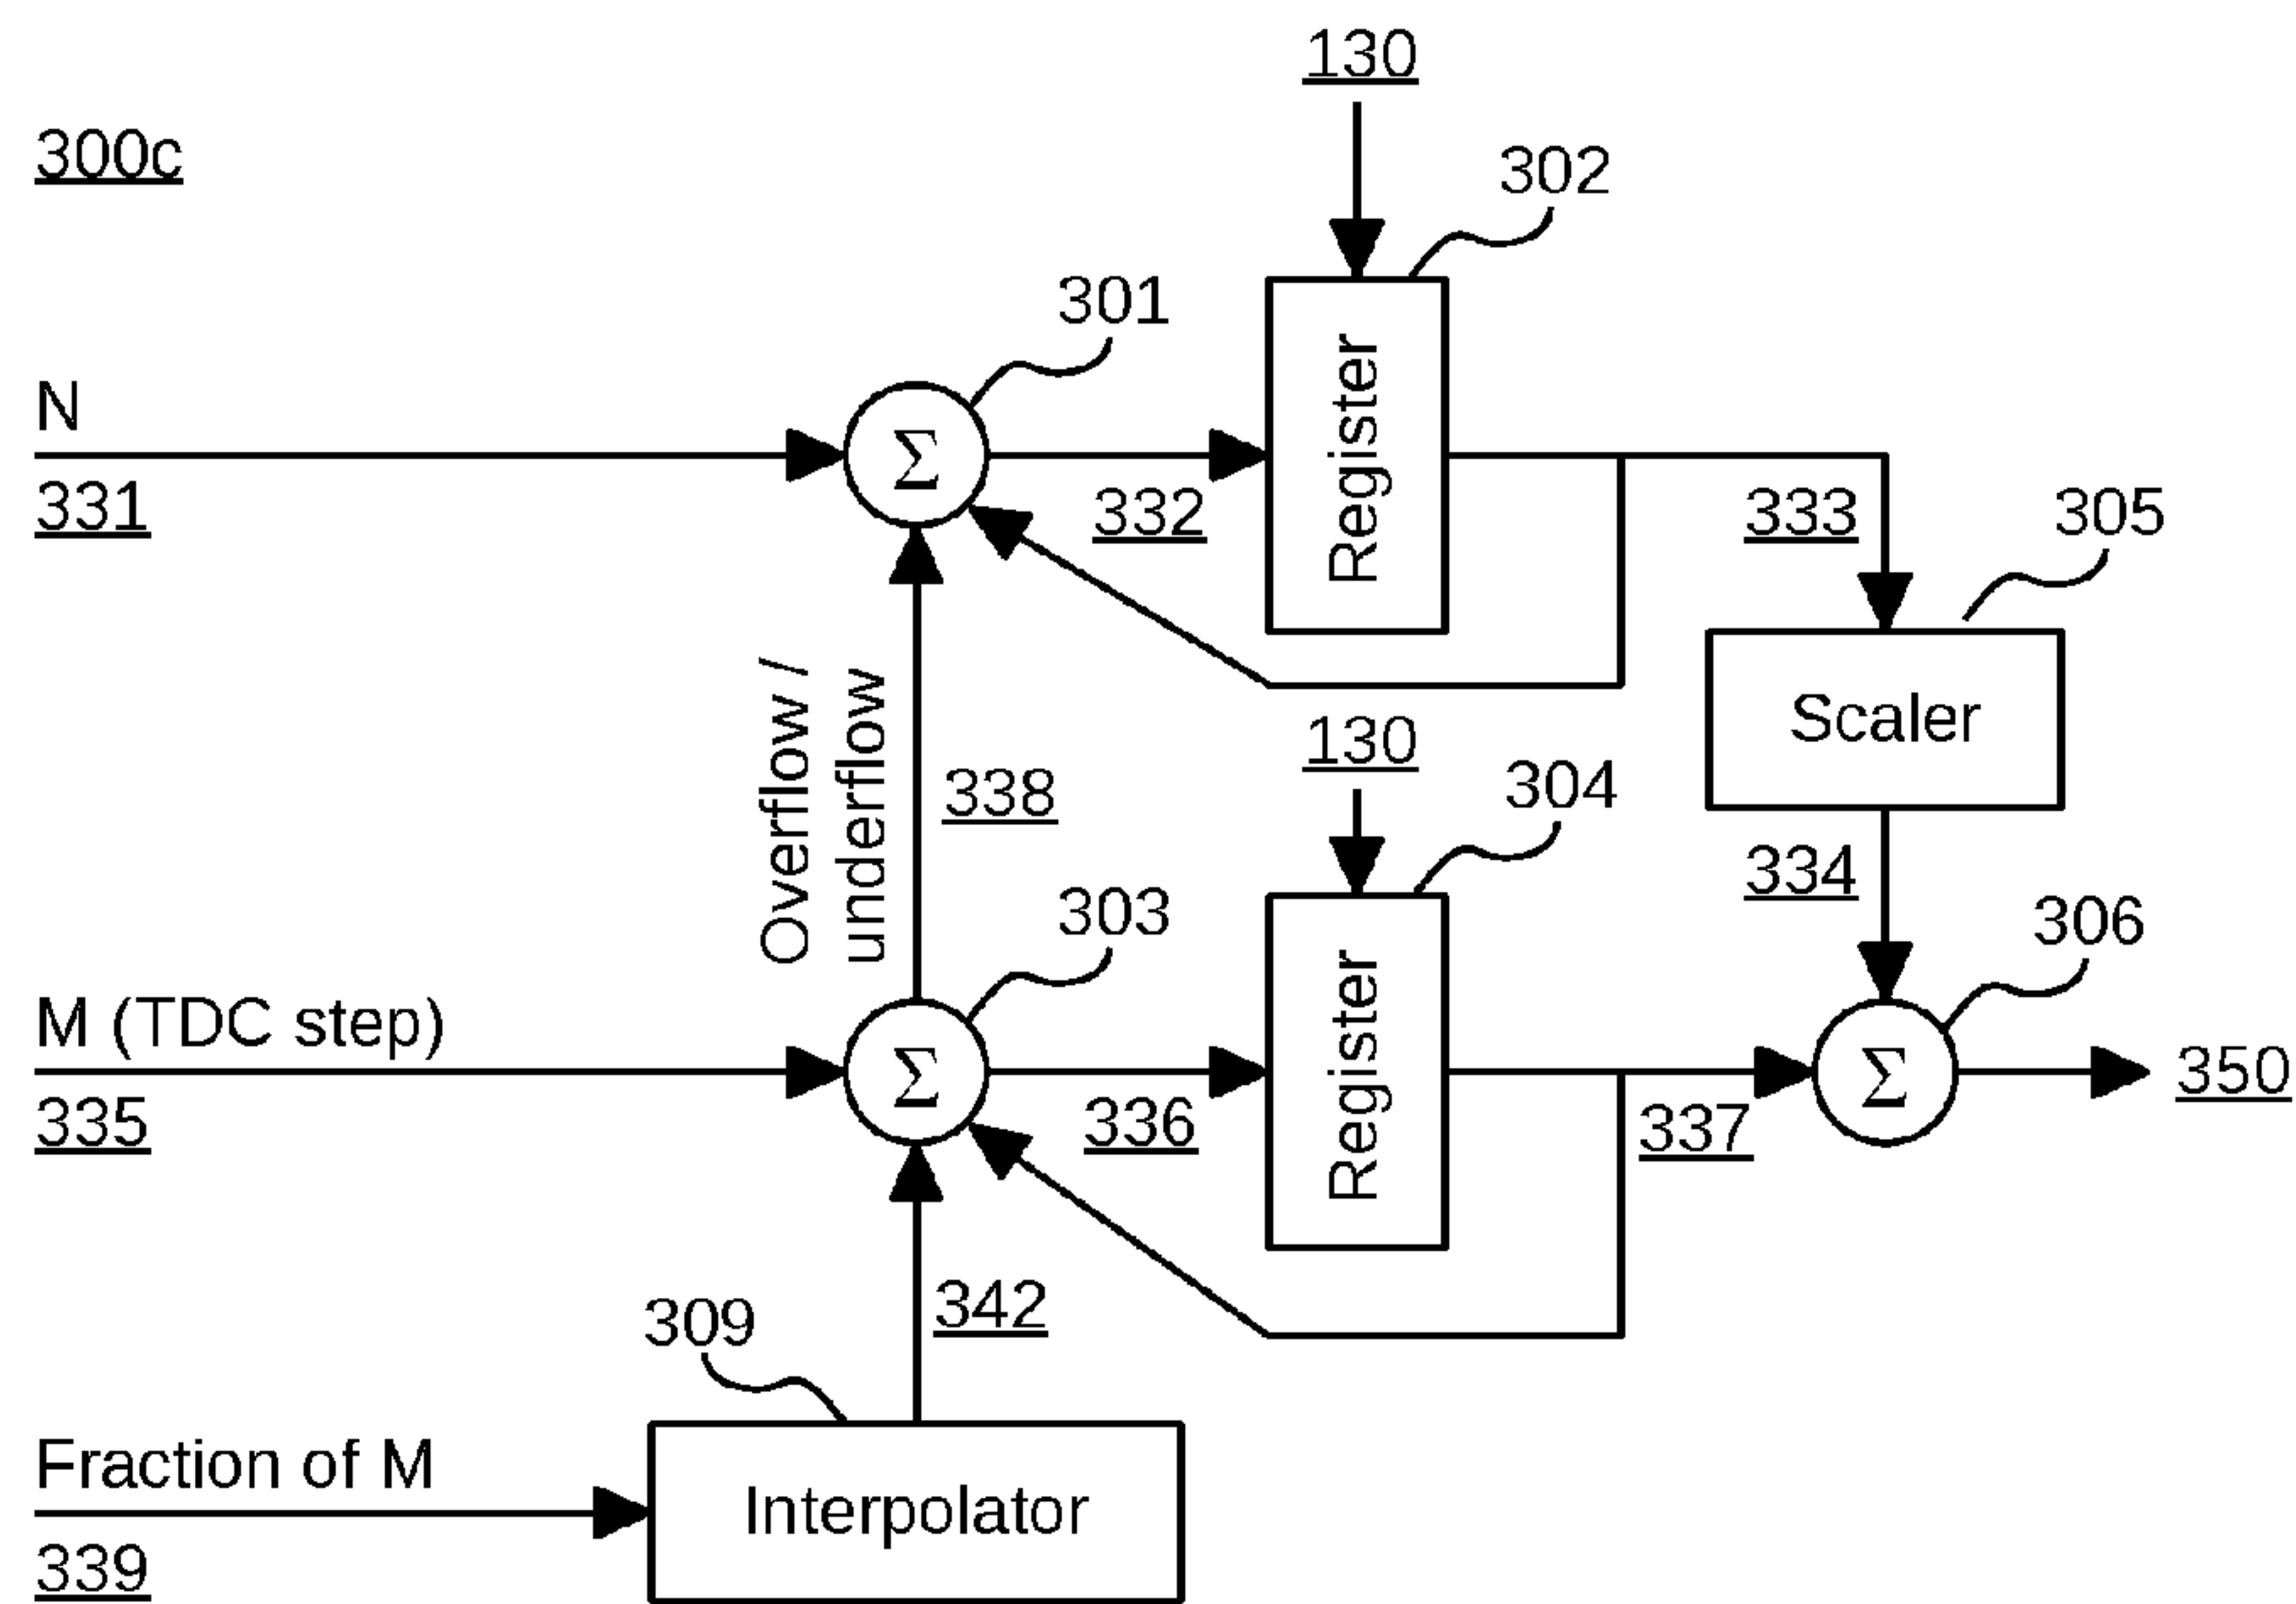 130
300c
302
301
N
Σ
332
Register
331
333
305
Overflow /
underflow
338
130
304
Scaler
334
303
306
M (TDC step)
Σ
336
Register
337
Σ
350
335
342
309
Fraction of M
Interpolator
339